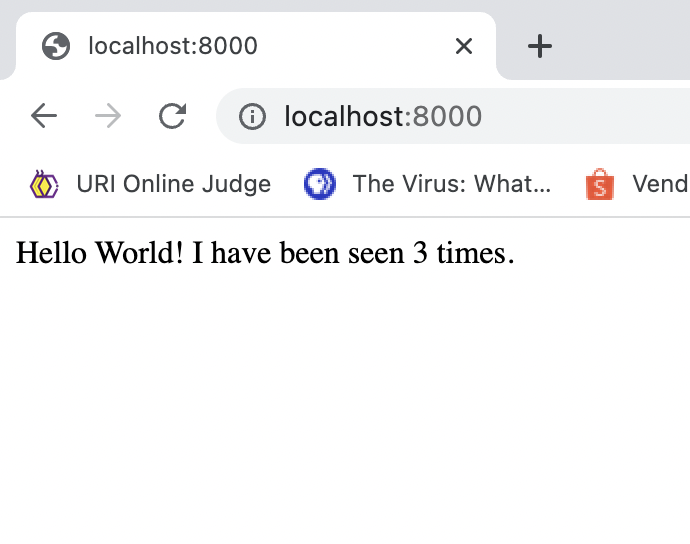 localhost:8000
localhost:8000
URI Online Judge The Virus: What... Vend
Hello World! I have been seen 3 times.